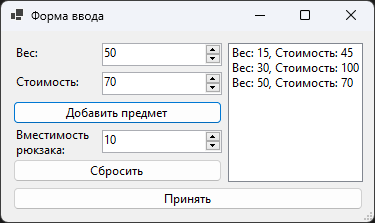 Форма ввода
Вес:
50
Стоимость:
70
Добавить предмет
Вместимость
рюкзака:
10
Сбросить
Вес: 15, Стоимость: 45
Вес: 30, Стоимость: 100
Вес: 50, Стоимость: 70
Принять